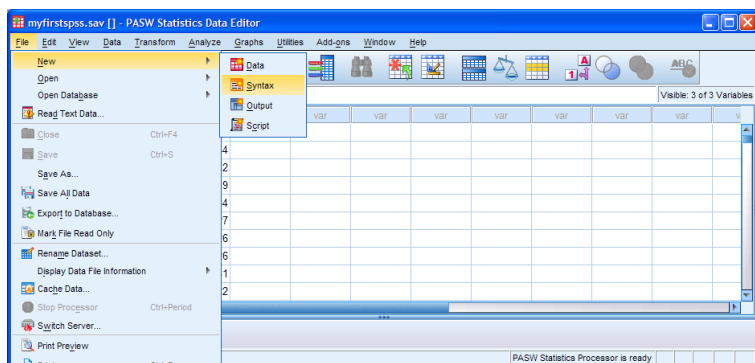 myfirstspss.sav [] - PASW Statistics Data Editor
File Edit View Data Transform Analyze Graphs Utilities Add-ons Window Help
New
Data
Open
Syntax
Open Database
Output
Visible: 3 of 3 Variables
Read Text Data...
Script
var var var var var var
Close Ctrl+F4
4
Save Ctrl+S
2
Save As...
9
Save All Data
4
Export to Database...
7
Mark File Read Only
6
Rename Dataset...
6
Display Data File Information
1
Cache Data...
2
Stop Processor Ctrl+Period
Switch Server...
Print Preview
PASW Statistics Processor is ready